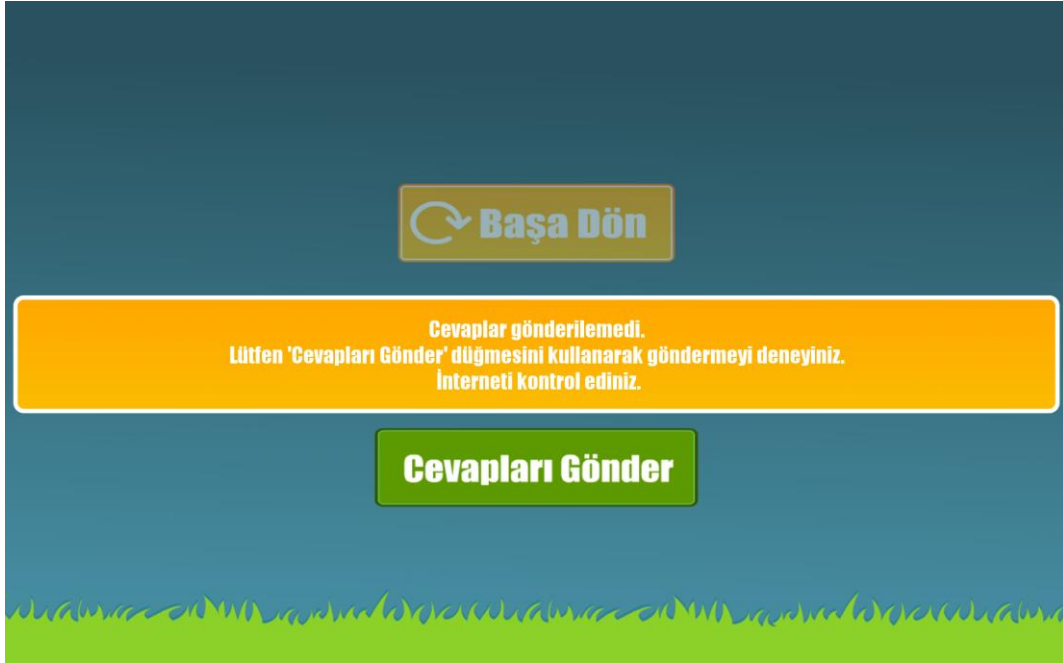 Başa Dön
Cevaplar gönderilemedi.
Lütfen 'Cevapları Gönder' düğmesini kullanarak göndermeyi deneyiniz.
İnterneti kontrol ediniz.
Cevapları Gönder